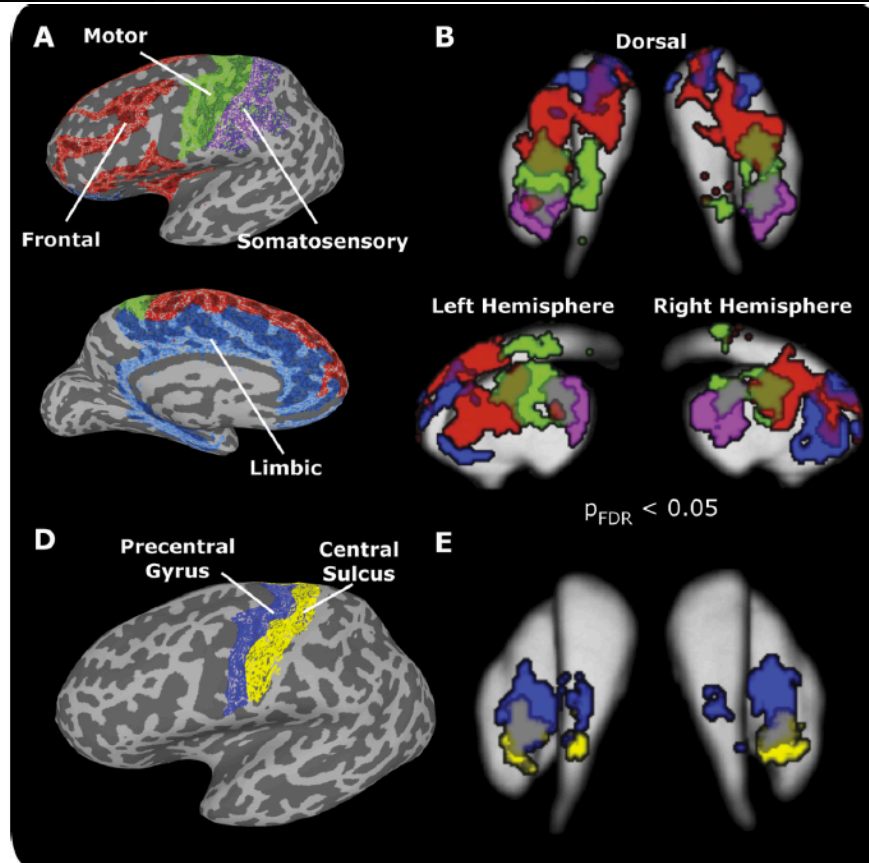 A
Motor
B
Dorsal
Frontal
Somatosensory
Left Hemisphere
Right Hemisphere
Limbic
pFDR < 0.05
D
Precentral
Gyrus
Central
Sulcus
E